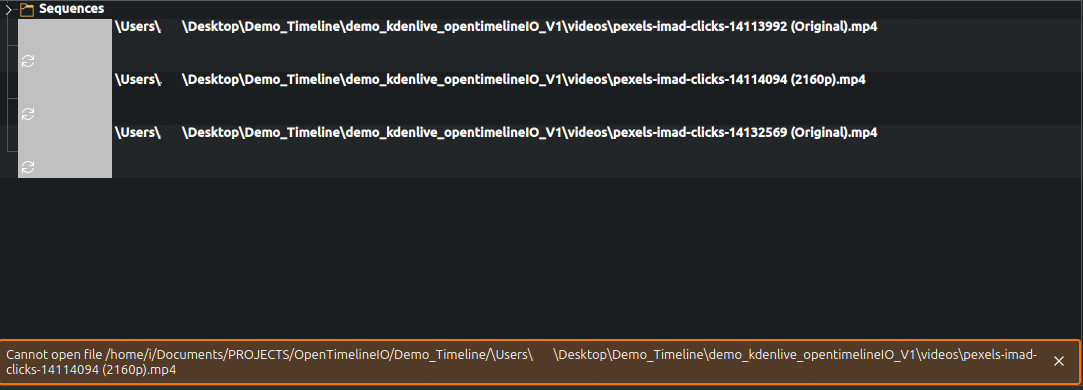 Sequences
\Users\ \Desktop\Demo_Timeline\demo_kdenlive_opentimelineIO_V1\videos\pexels-imad-clicks-14113992 (Original).mp4
\Users\ \Desktop\Demo_Timeline\demo_kdenlive_opentimelineIO_V1\videos\pexels-imad-clicks-14114094 (2160p).mp4
\Users\ \Desktop\Demo_Timeline\demo_kdenlive_opentimelineIO_V1\videos\pexels-imad-clicks-14132569 (Original).mp4
Cannot open file /home/i/Documents/PROJECTS/OpenTimelineIO/Demo_Timeline/\Users\ \Desktop\Demo_Timeline\demo_kdenlive_opentimelineIO_V1\videos\pexels-imad-
clicks-14114094 (2160p).mp4